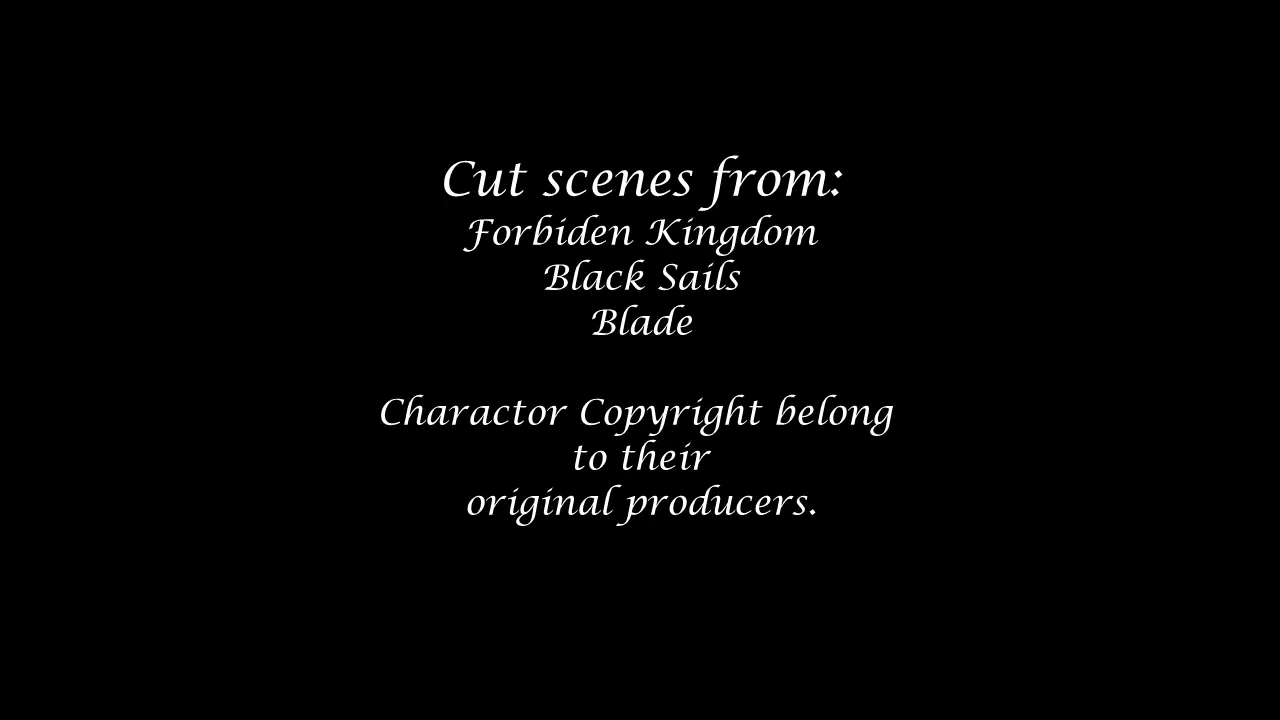 Cut scenes from:
Forbiden Kingdom
Black Sails
Blade
Charactor Copyright belong
to their
original producers.